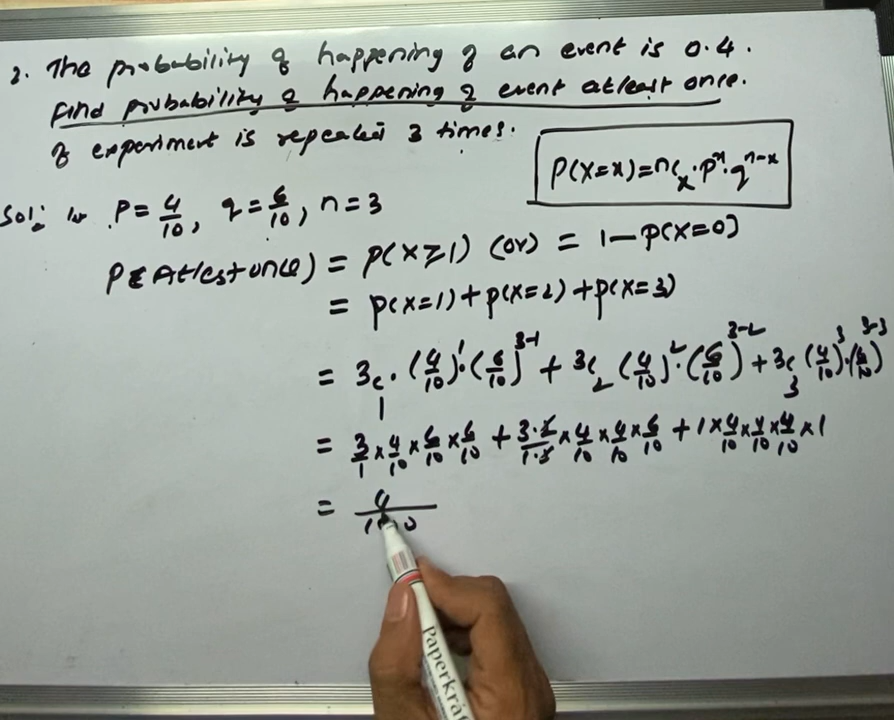 2. The probability of happening of an event is 0.4.
Find probability of happening of event atleast once.
If experiment is repeated 3 times.
P(X=x)=nCx·p^x·q^n-x
Sol: P=4/10, q=6/10, n=3
P(Atlestonce) = P(X≥1) (or) = 1-P(X=0)
= P(X=1)+P(X=2)+P(X=3)
= 3c1·(4/10)^1·(6/10)^3-1 + 3c2(4/10)^2·(6/10)^3-2 + 3c3(4/10)^3·(6/10)^3-3
= 3/1×4/10×6/10×6/10 + 3·2/1·2×4/10×4/10×6/10 + 1×4/10×4/10×4/10×1
= 4/1000
Paperkraf